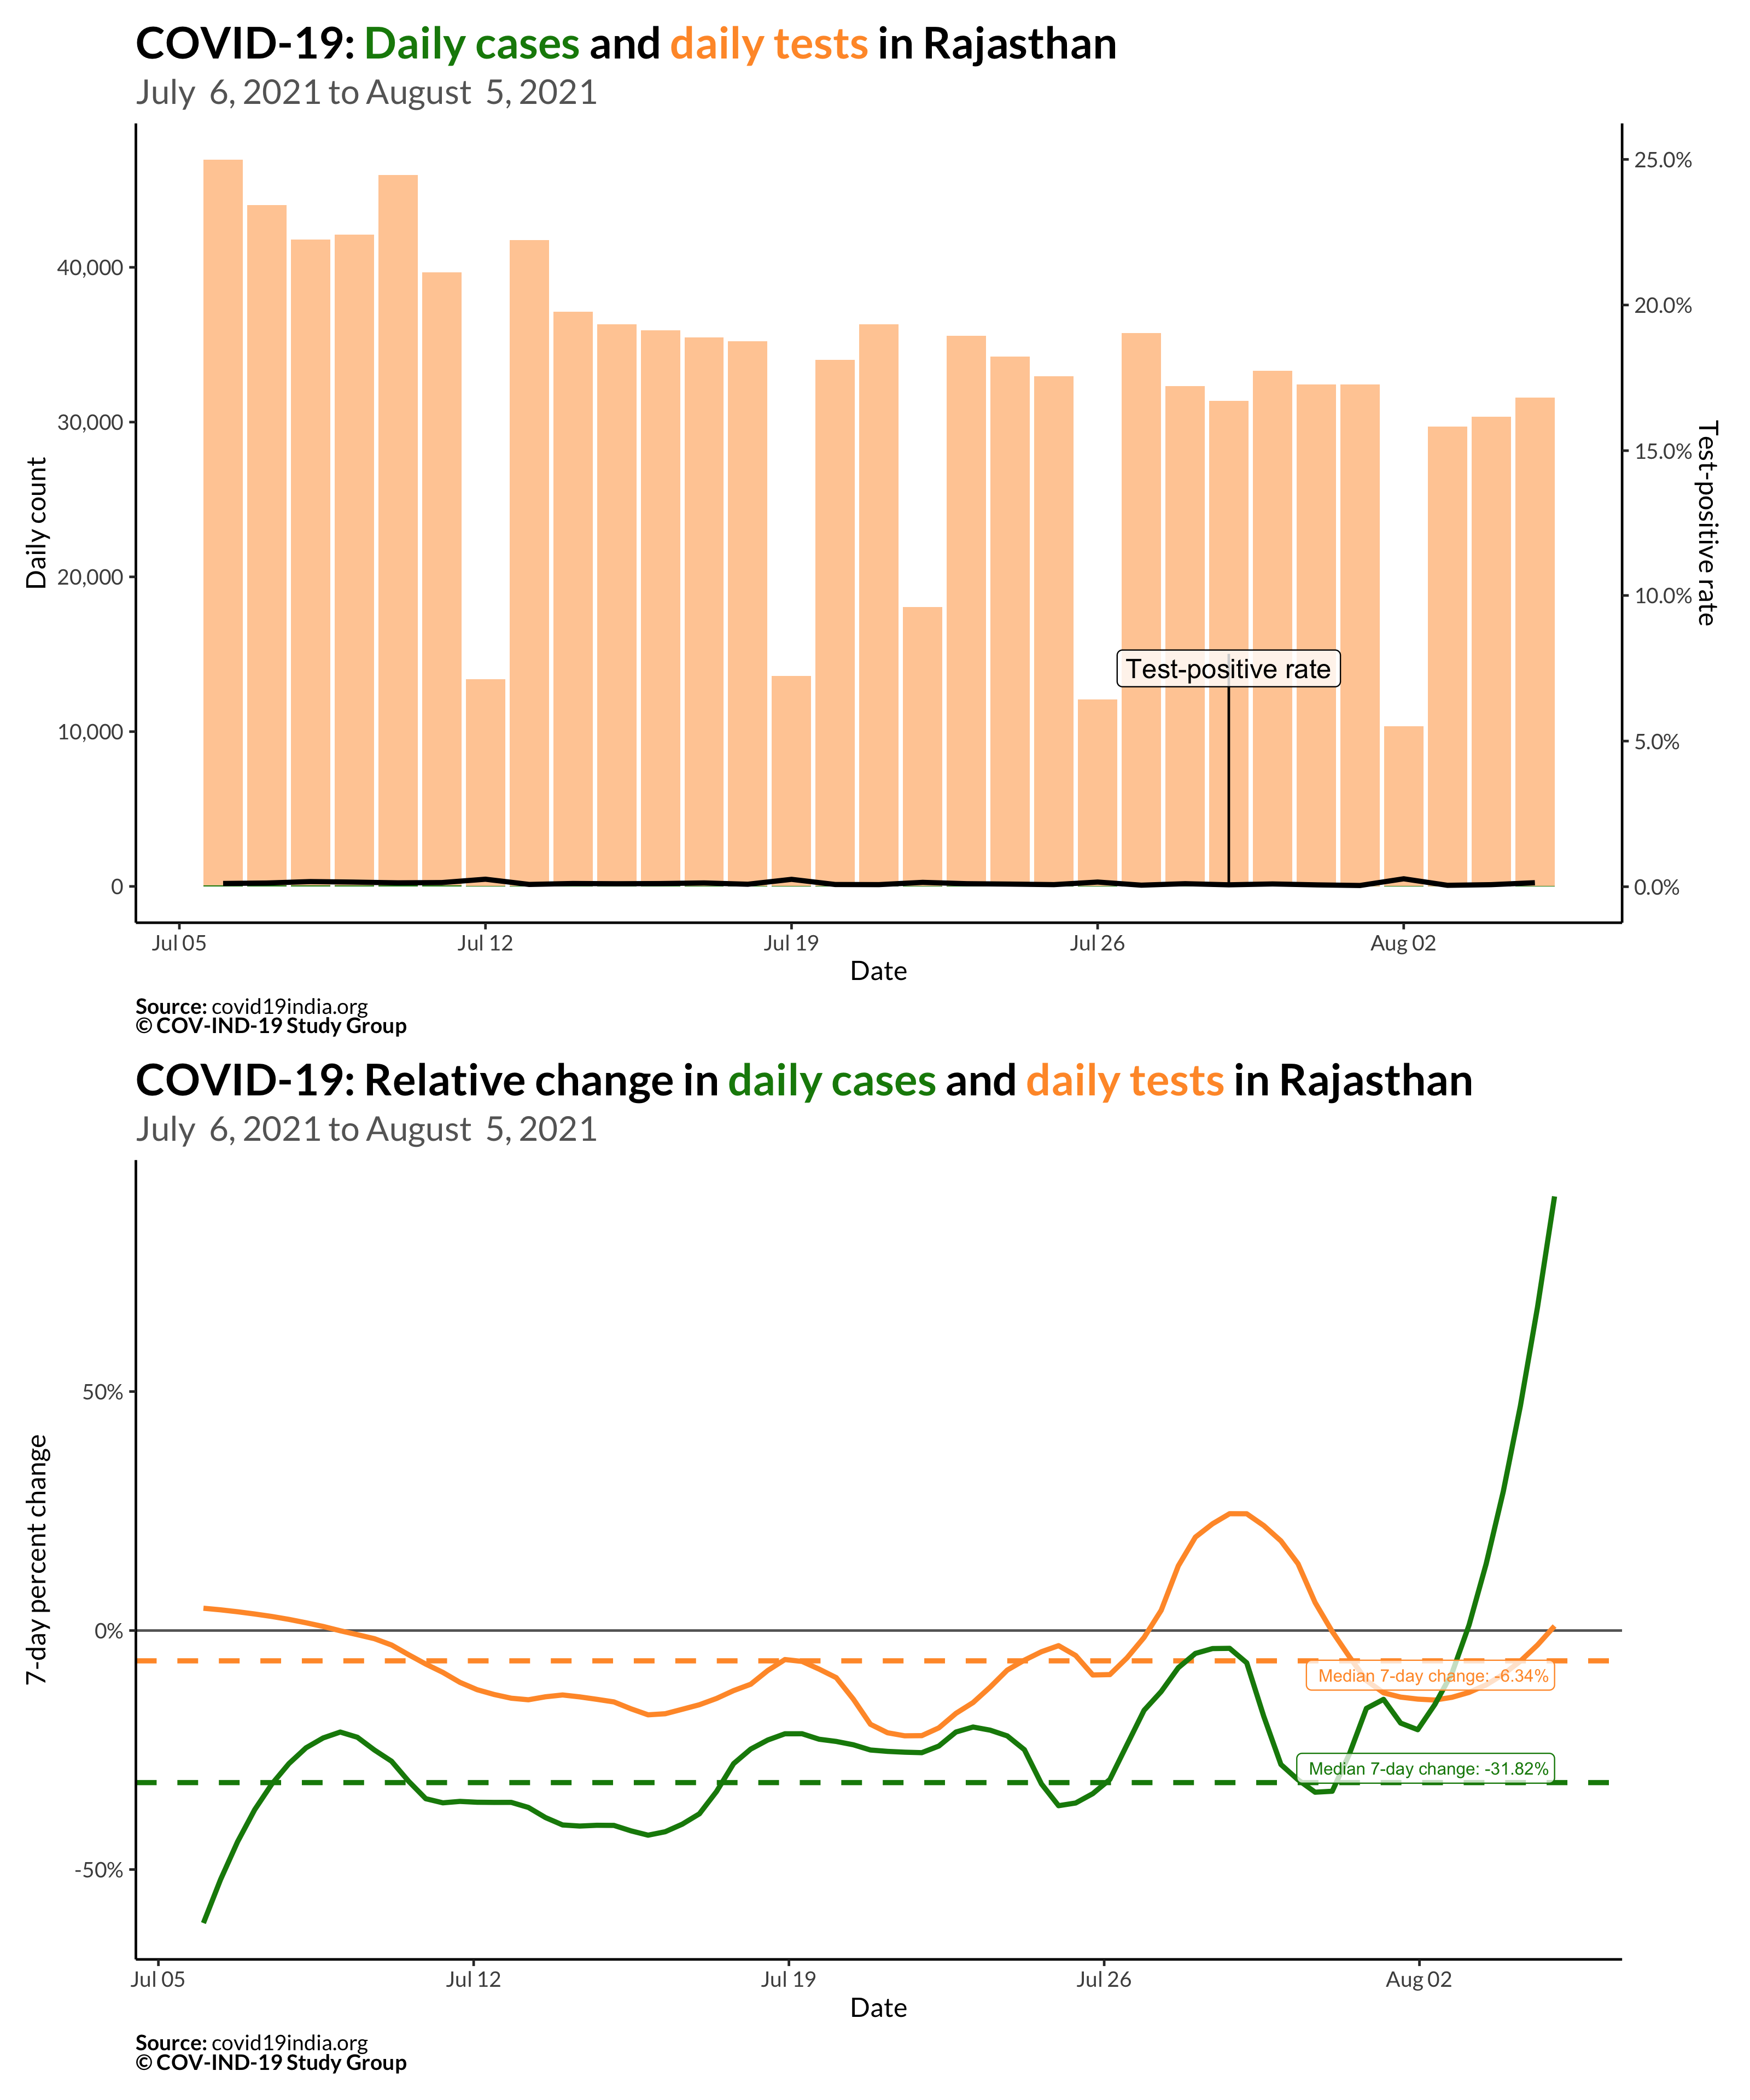 COVID-19: Daily cases and daily tests in Rajasthan
July 6, 2021 to August 5, 2021
40,000
30,000
20,000
10,000
0
Daily count
25.0%
20.0%
15.0%
10.0%
5.0%
0.0%
Test-positive rate
Test-positive rate
Jul 05
Jul 12
Jul 19
Jul 26
Aug 02
Date
Source: covid19india.org
© COV-IND-19 Study Group
COVID-19: Relative change in daily cases and daily tests in Rajasthan
July 6, 2021 to August 5, 2021
50%
0%
-50%
7-day percent change
Median 7-day change: -6.34%
Median 7-day change: -31.82%
Jul 05
Jul 12
Jul 19
Jul 26
Aug 02
Date
Source: covid19india.org
© COV-IND-19 Study Group